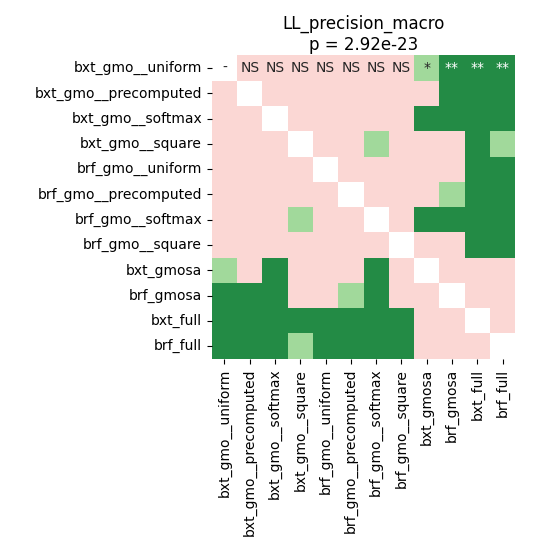 LL_precision_macro
p = 2.92e-23
bxt_gmo__uniform - NS NS NS NS NS NS NS * ** ** **
bxt_gmo__precomputed
bxt_gmo__softmax
bxt_gmo__square
brf_gmo__uniform
brf_gmo__precomputed
brf_gmo__softmax
brf_gmo__square
bxt_gmosa
brf_gmosa
bxt_full
brf_full
bxt_gmo__uniform
bxt_gmo__precomputed
bxt_gmo__softmax
bxt_gmo__square
brf_gmo__uniform
brf_gmo__precomputed
brf_gmo__softmax
brf_gmo__square
bxt_gmosa
brf_gmosa
bxt_full
brf_full